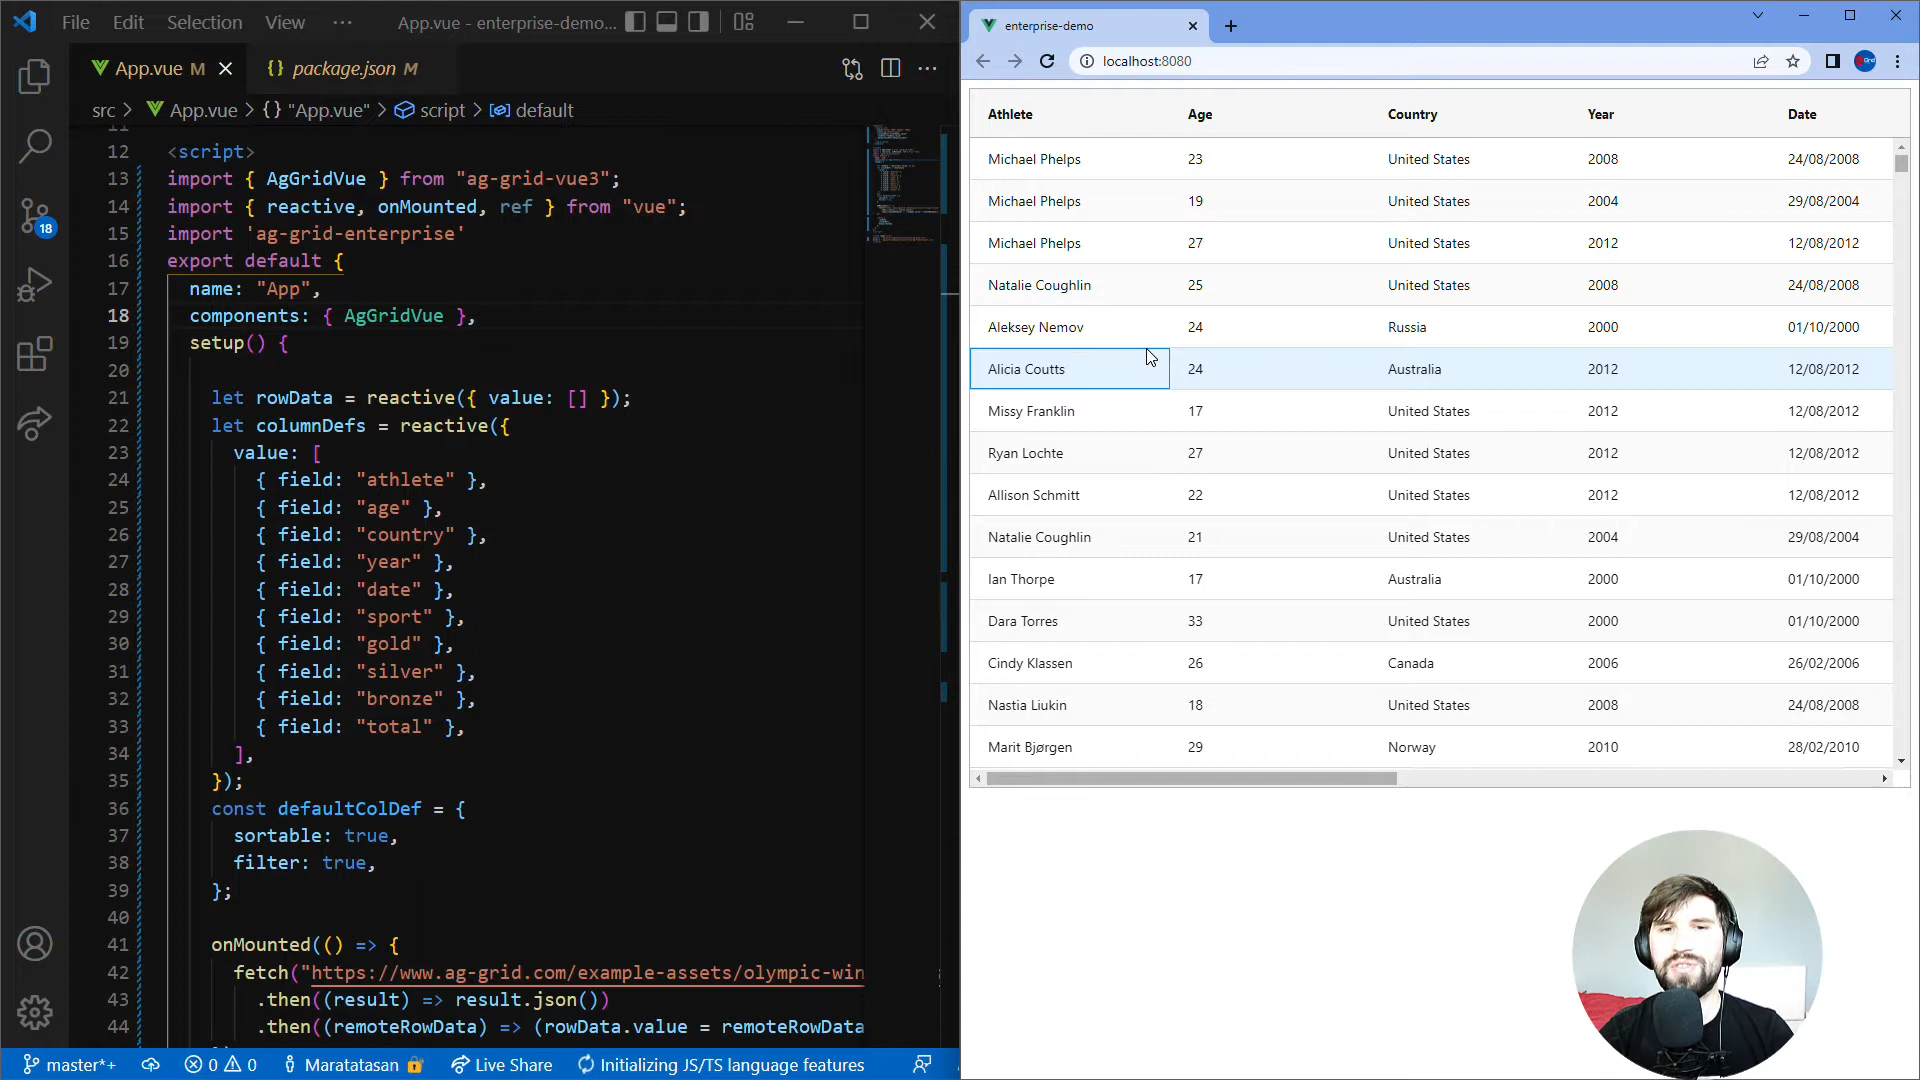 File Edit Selection View ··· App.vue - enterprise-demo...
App.vue M package.json M
src > App.vue > {} "App.vue" > script > default
11
12 <script>
13 import { AgGridVue } from "ag-grid-vue3";
14 import { reactive, onMounted, ref } from "vue";
15 import 'ag-grid-enterprise'
16 export default {
17 name: "App",
18 components: { AgGridVue },
19 setup() {
20
21 let rowData = reactive({ value: [] });
22 let columnDefs = reactive({
23 value: [
24 { field: "athlete" },
25 { field: "age" },
26 { field: "country" },
27 { field: "year" },
28 { field: "date" },
29 { field: "sport" },
30 { field: "gold" },
31 { field: "silver" },
32 { field: "bronze" },
33 { field: "total" },
34 ],
35 });
36 const defaultColDef = {
37 sortable: true,
38 filter: true,
39 };
40
41 onMounted(() => {
42 fetch("https://www.ag-grid.com/example-assets/olympic-win
43 .then((result) => result.json())
44 .then((remoteRowData) => (rowData.value = remoteRowData
18
master*+ 0 0 Maratatasan Live Share Initializing JS/TS language features
enterprise-demo
localhost:8080
Athlete Age Country Year Date
Michael Phelps 23 United States 2008 24/08/2008
Michael Phelps 19 United States 2004 29/08/2004
Michael Phelps 27 United States 2012 12/08/2012
Natalie Coughlin 25 United States 2008 24/08/2008
Aleksey Nemov 24 Russia 2000 01/10/2000
Alicia Coutts 24 Australia 2012 12/08/2012
Missy Franklin 17 United States 2012 12/08/2012
Ryan Lochte 27 United States 2012 12/08/2012
Allison Schmitt 22 United States 2012 12/08/2012
Natalie Coughlin 21 United States 2004 29/08/2004
Ian Thorpe 17 Australia 2000 01/10/2000
Dara Torres 33 United States 2000 01/10/2000
Cindy Klassen 26 Canada 2006 26/02/2006
Nastia Liukin 18 United States 2008 24/08/2008
Marit Bjørgen 29 Norway 2010 28/02/2010